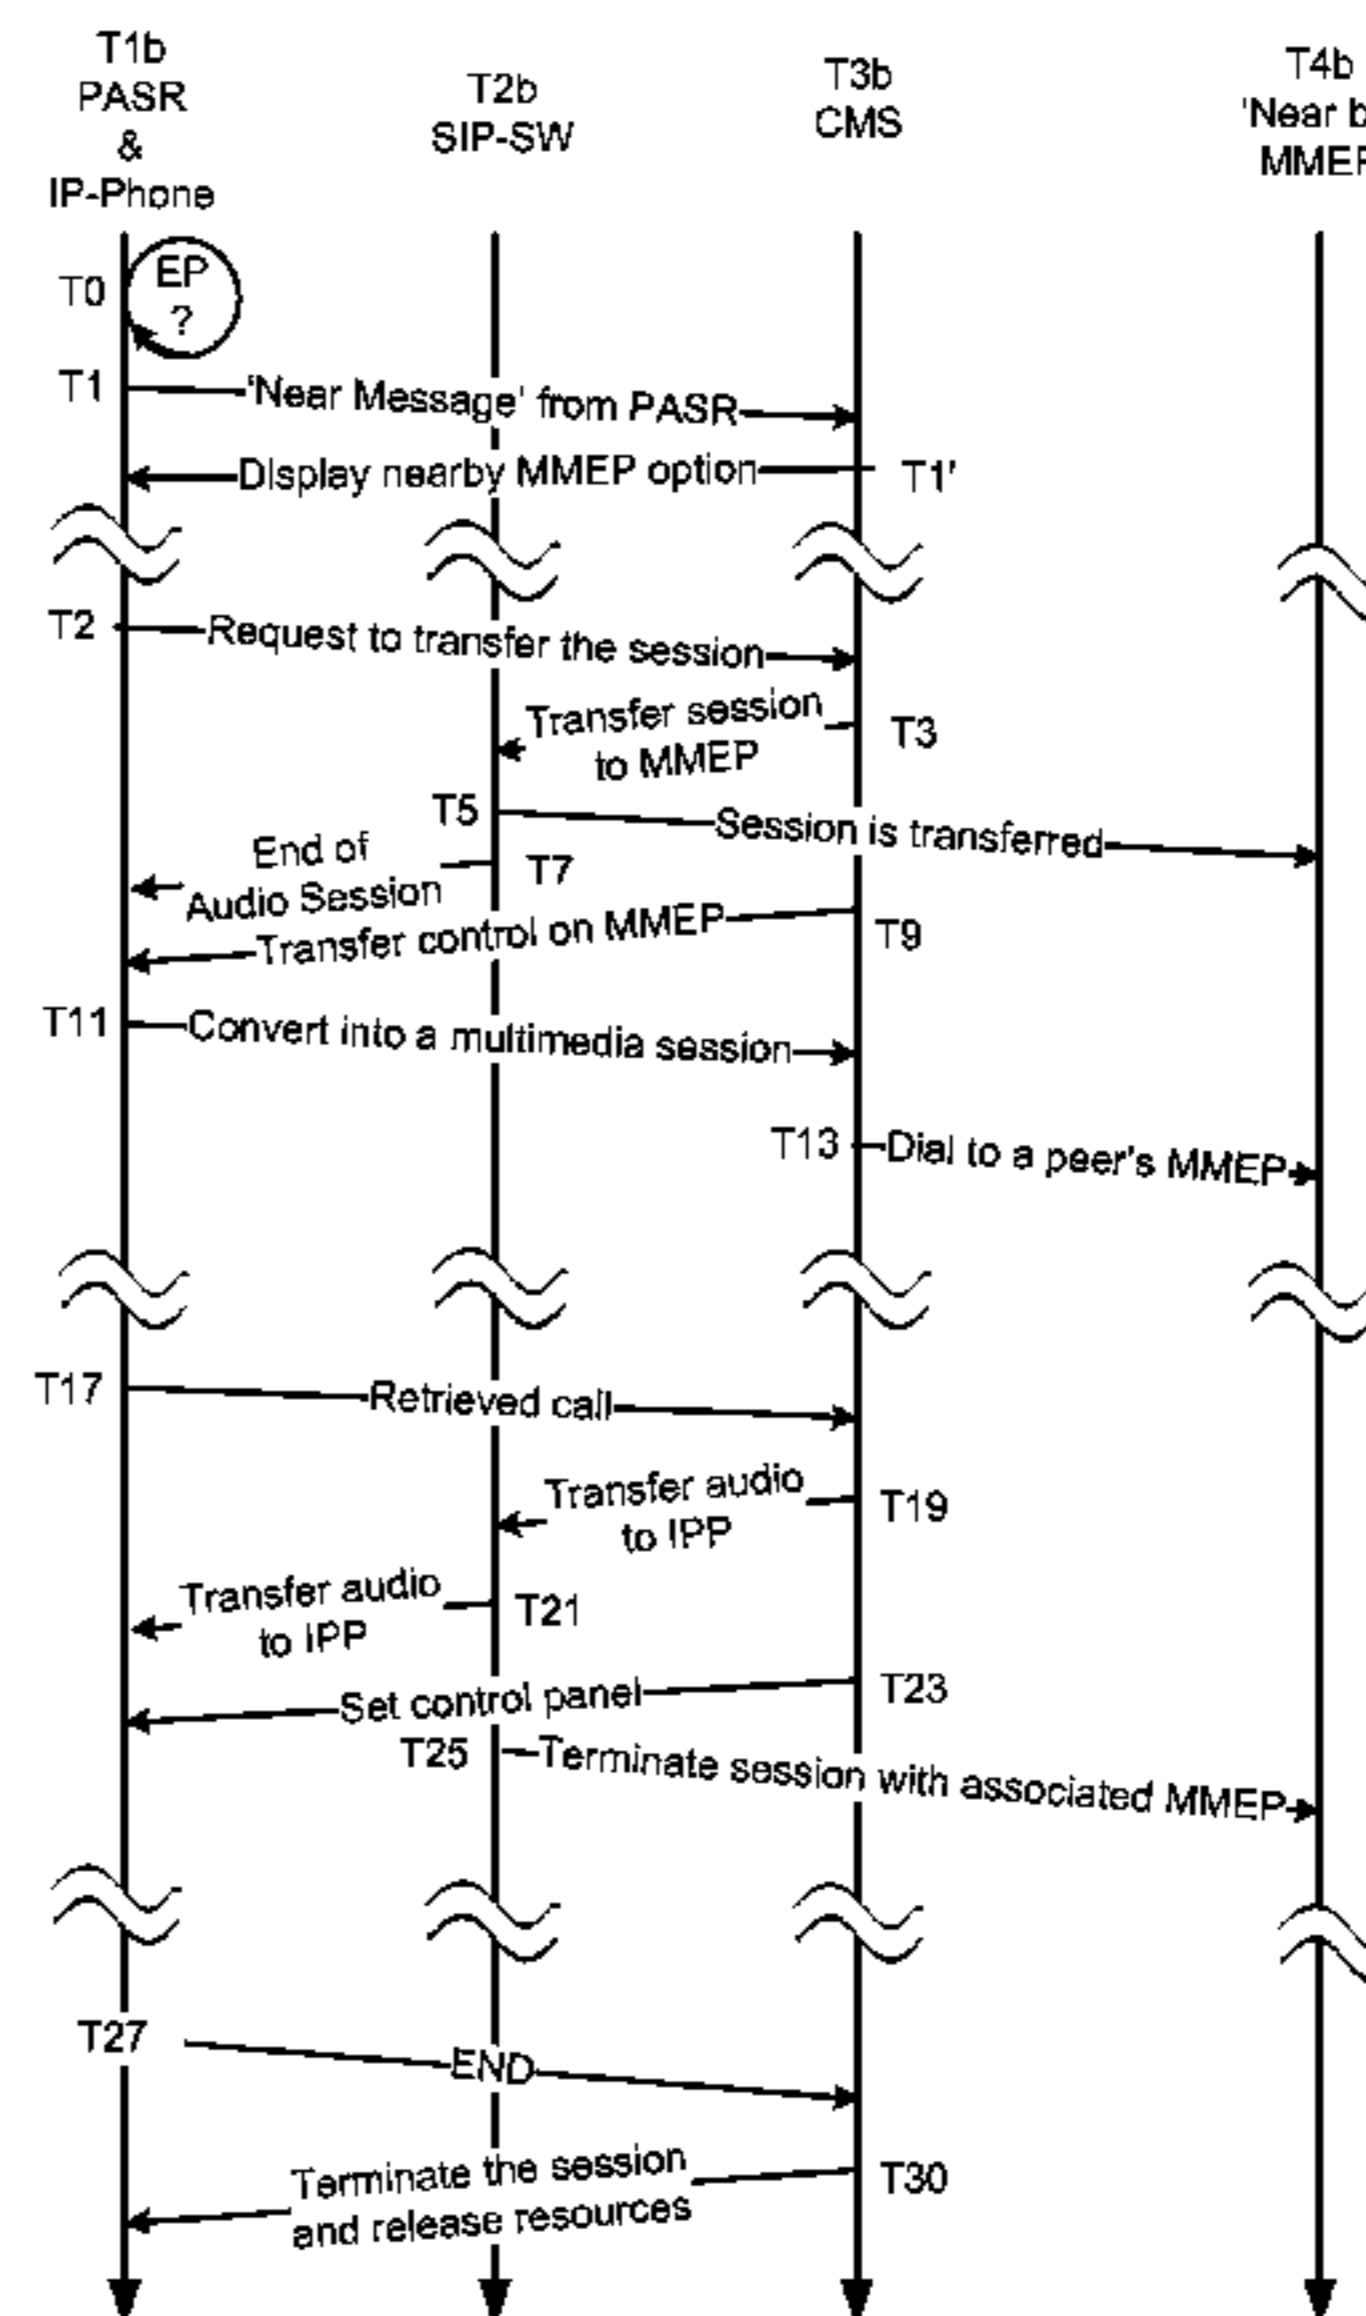 T1b
PASR
&
IP-Phone
T2b
SIP-SW
T3b
CMS
T4b
'Near b
MMEP
T0
EP
?
T1
'Near Message' from PASR
Display nearby MMEP option
T1'
T2
Request to transfer the session
Transfer session
to MMEP
T3
T5
Session is transferred
End of
Audio Session
T7
Transfer control on MMEP
T9
T11
Convert into a multimedia session
T13
Dial to a peer's MMEP
T17
Retrieved call
Transfer audio
to IPP
T19
Transfer audio
to IPP
T21
Set control panel
T23
T25
Terminate session with associated MMEP
T27
END
Terminate the session
and release resources
T30